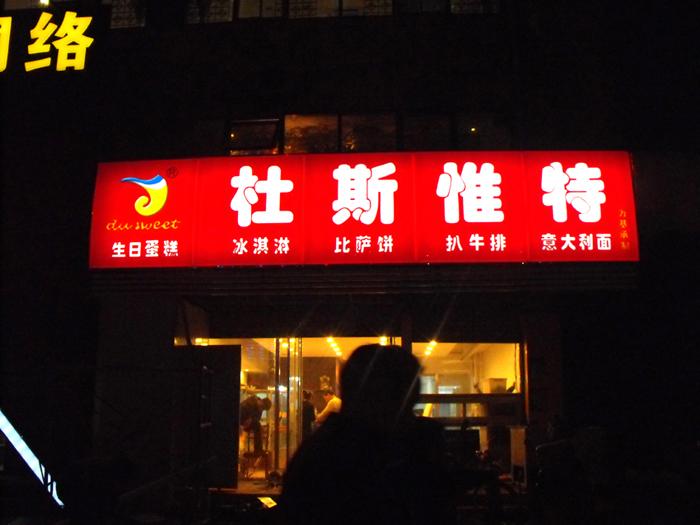 网络
杜斯惟特
®
du sweet
生日蛋糕 冰淇淋 比萨饼 扒牛排 意大利面